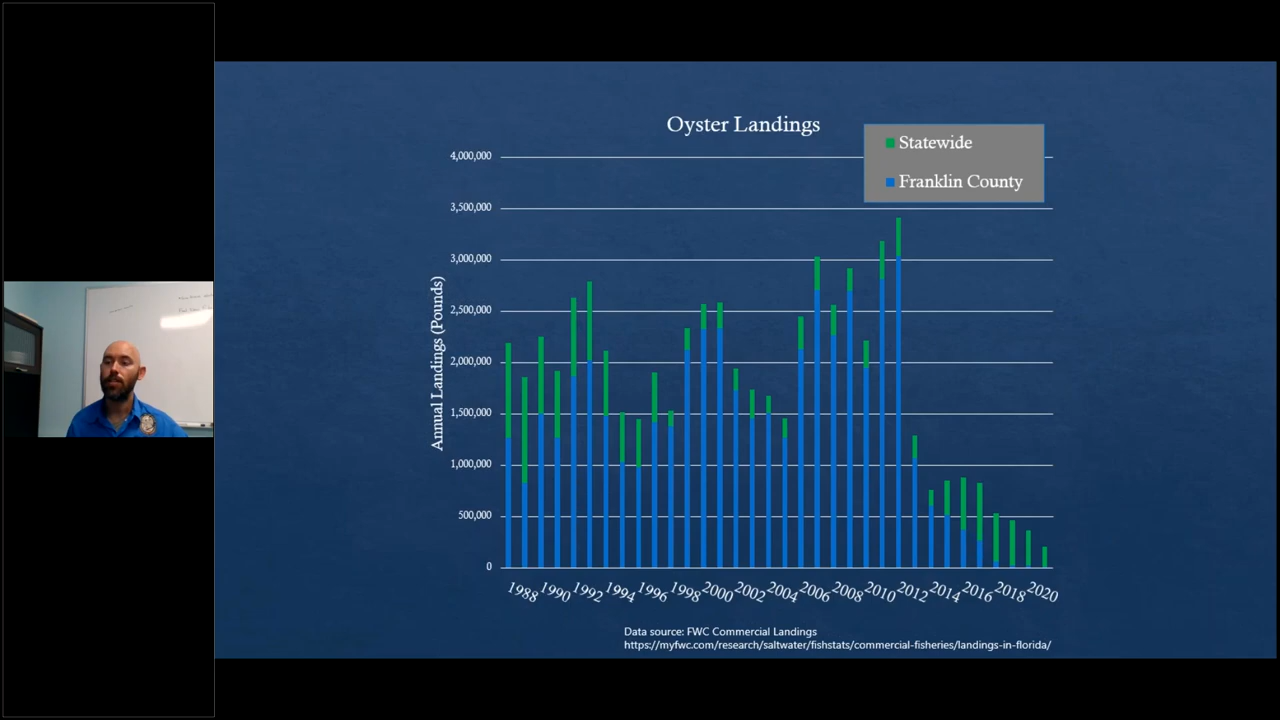 Oyster Landings
Statewide
Franklin County
Annual Landings (Pounds)
4,000,000
3,500,000
3,000,000
2,500,000
2,000,000
1,500,000
1,000,000
500,000
0
1988 1990 1992 1994 1996 1998 2000 2002 2004 2006 2008 2010 2012 2014 2016 2018 2020
Data source: FWC Commercial Landings
https://myfwc.com/research/saltwater/fishstats/commercial-fisheries/landings-in-florida/